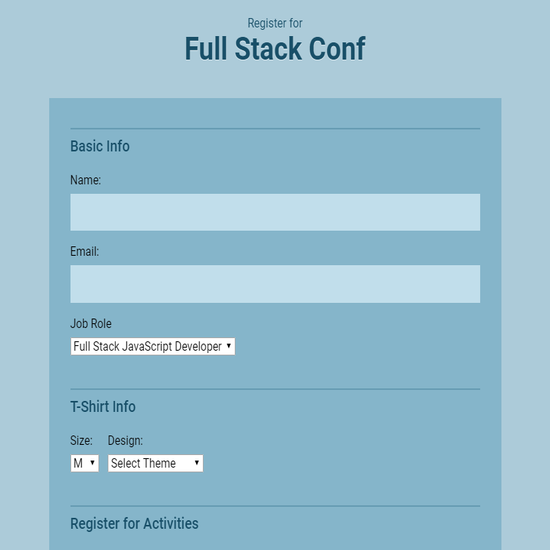 Register for
Full Stack Conf
Basic Info
Name:
Email:
Job Role
Full Stack JavaScript Developer
T-Shirt Info
Size: Design:
M Select Theme
Register for Activities